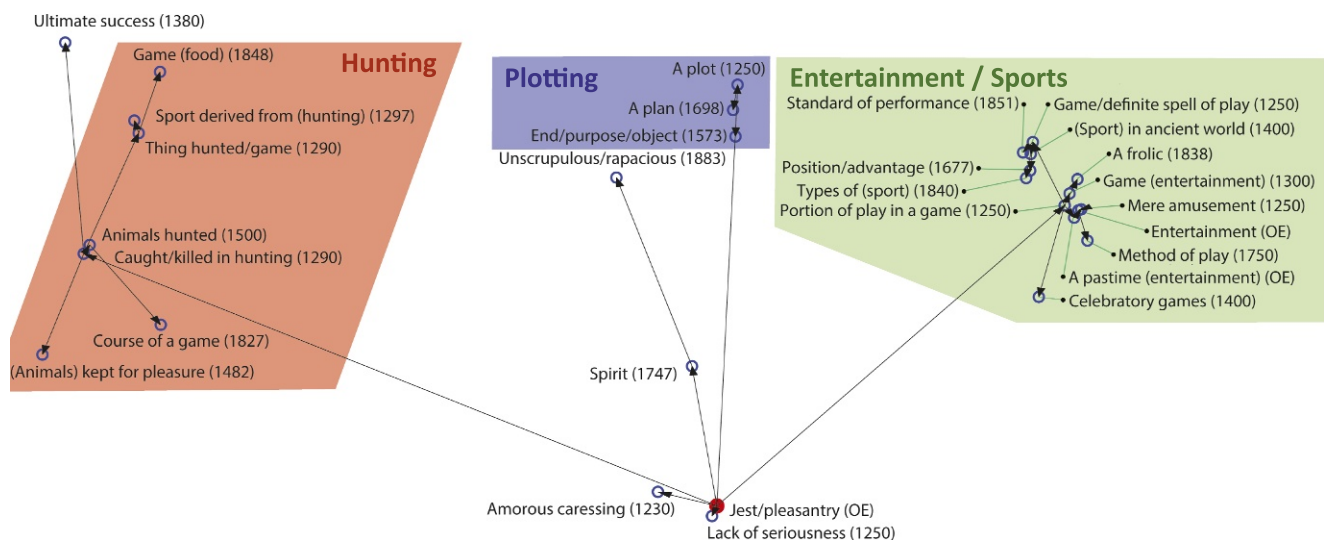 Ultimate success (1380)
Hunting
Game (food) (1848)
Sport derived from (hunting) (1297)
Thing hunted/game (1290)
Animals hunted (1500)
Caught/killed in hunting (1290)
Course of a game (1827)
(Animals) kept for pleasure (1482)
Plotting
A plot (1250)
A plan (1698)
End/purpose/object (1573)
Unscrupulous/rapacious (1883)
Spirit (1747)
Amorous caressing (1230)
Jest/pleasantry (OE)
Lack of seriousness (1250)
Entertainment / Sports
Standard of performance (1851)
Position/advantage (1677)
Types of (sport) (1840)
Portion of play in a game (1250)
Game/definite spell of play (1250)
(Sport) in ancient world (1400)
A frolic (1838)
Game (entertainment) (1300)
Mere amusement (1250)
Entertainment (OE)
Method of play (1750)
A pastime (entertainment) (OE)
Celebratory games (1400)